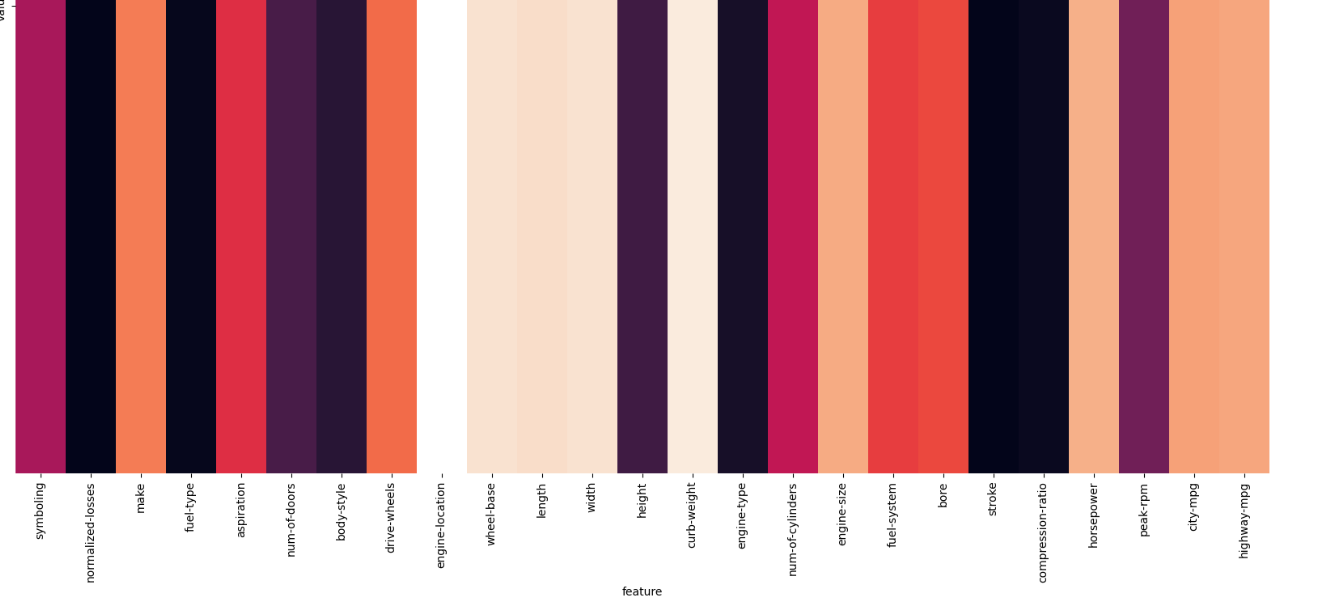 symboling
normalized-losses
make
fuel-type
aspiration
num-of-doors
body-style
drive-wheels
engine-location
wheel-base
length
width
height
curb-weight
engine-type
num-of-cylinders
engine-size
fuel-system
bore
stroke
compression-ratio
horsepower
peak-rpm
city-mpg
highway-mpg
feature